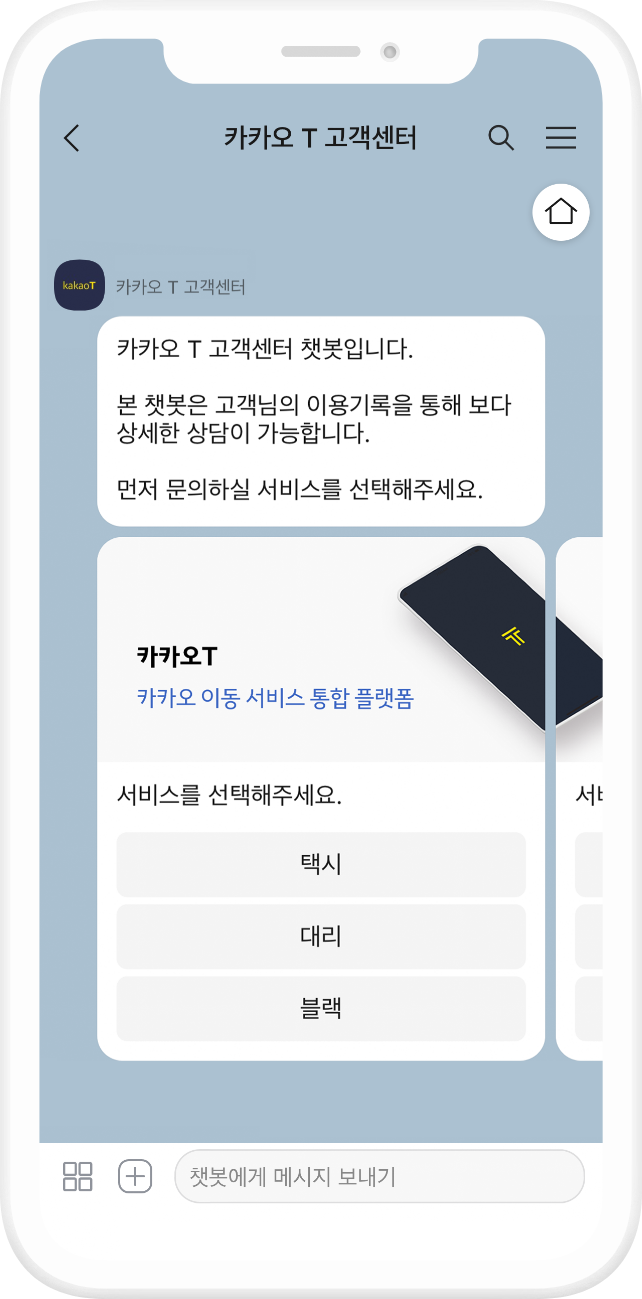 카카오 T 고객센터
kakaoT
카카오 T 고객센터
카카오 T 고객센터 챗봇입니다.
본 챗봇은 고객님의 이용기록을 통해 보다
상세한 상담이 가능합니다.
먼저 문의하실 서비스를 선택해주세요.
카카오T
카카오 이동 서비스 통합 플랫폼
서비스를 선택해주세요.
택시
대리
블랙
챗봇에게 메시지 보내기